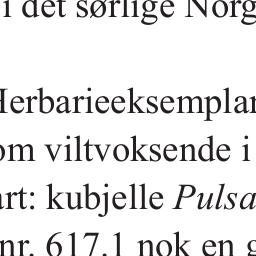 i det sørlige Norg
Herbarieeksemplar
om viltvoksende i
art: kubjelle Pulsa
nr. 617.1 nok en g